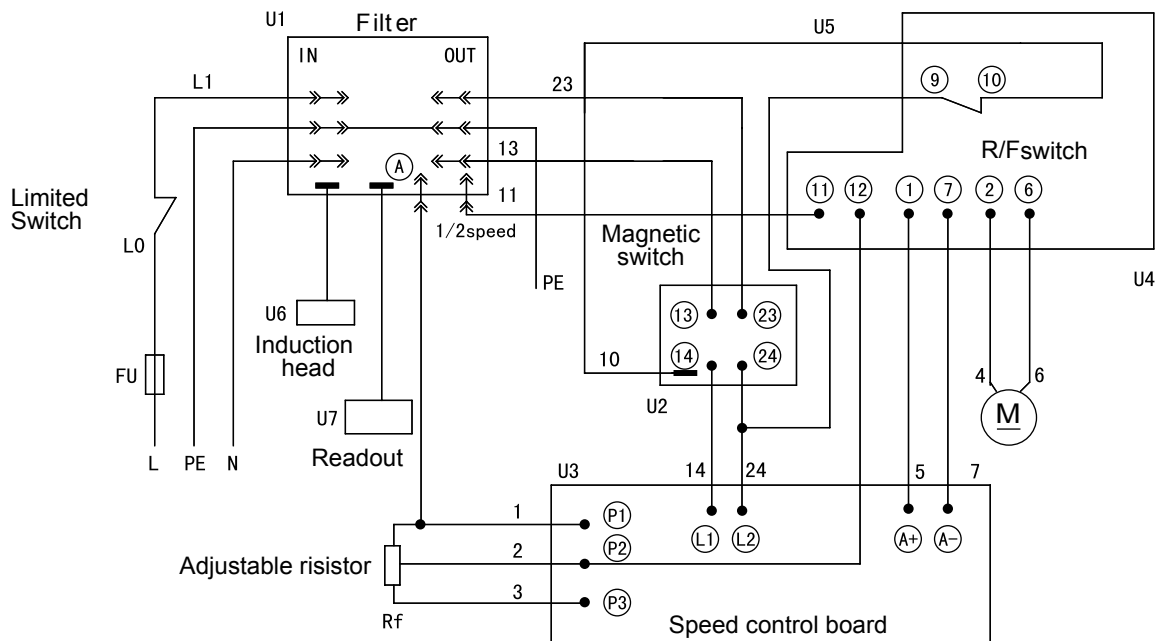 U1
Filter
U5
IN
OUT
L1
23
9
10
13
A
R/Fswitch
11
11
12
1
7
2
6
Limited
Switch
1/2speed
Magnetic
switch
L0
PE
U4
U6
13
23
Induction
head
10
14
24
FU
U7
U2
4
6
M
L
PE
N
Readout
U3
14
24
5
7
1
P1
L1
L2
A+
A-
2
P2
Adjustable risistor
3
P3
Rf
Speed control board